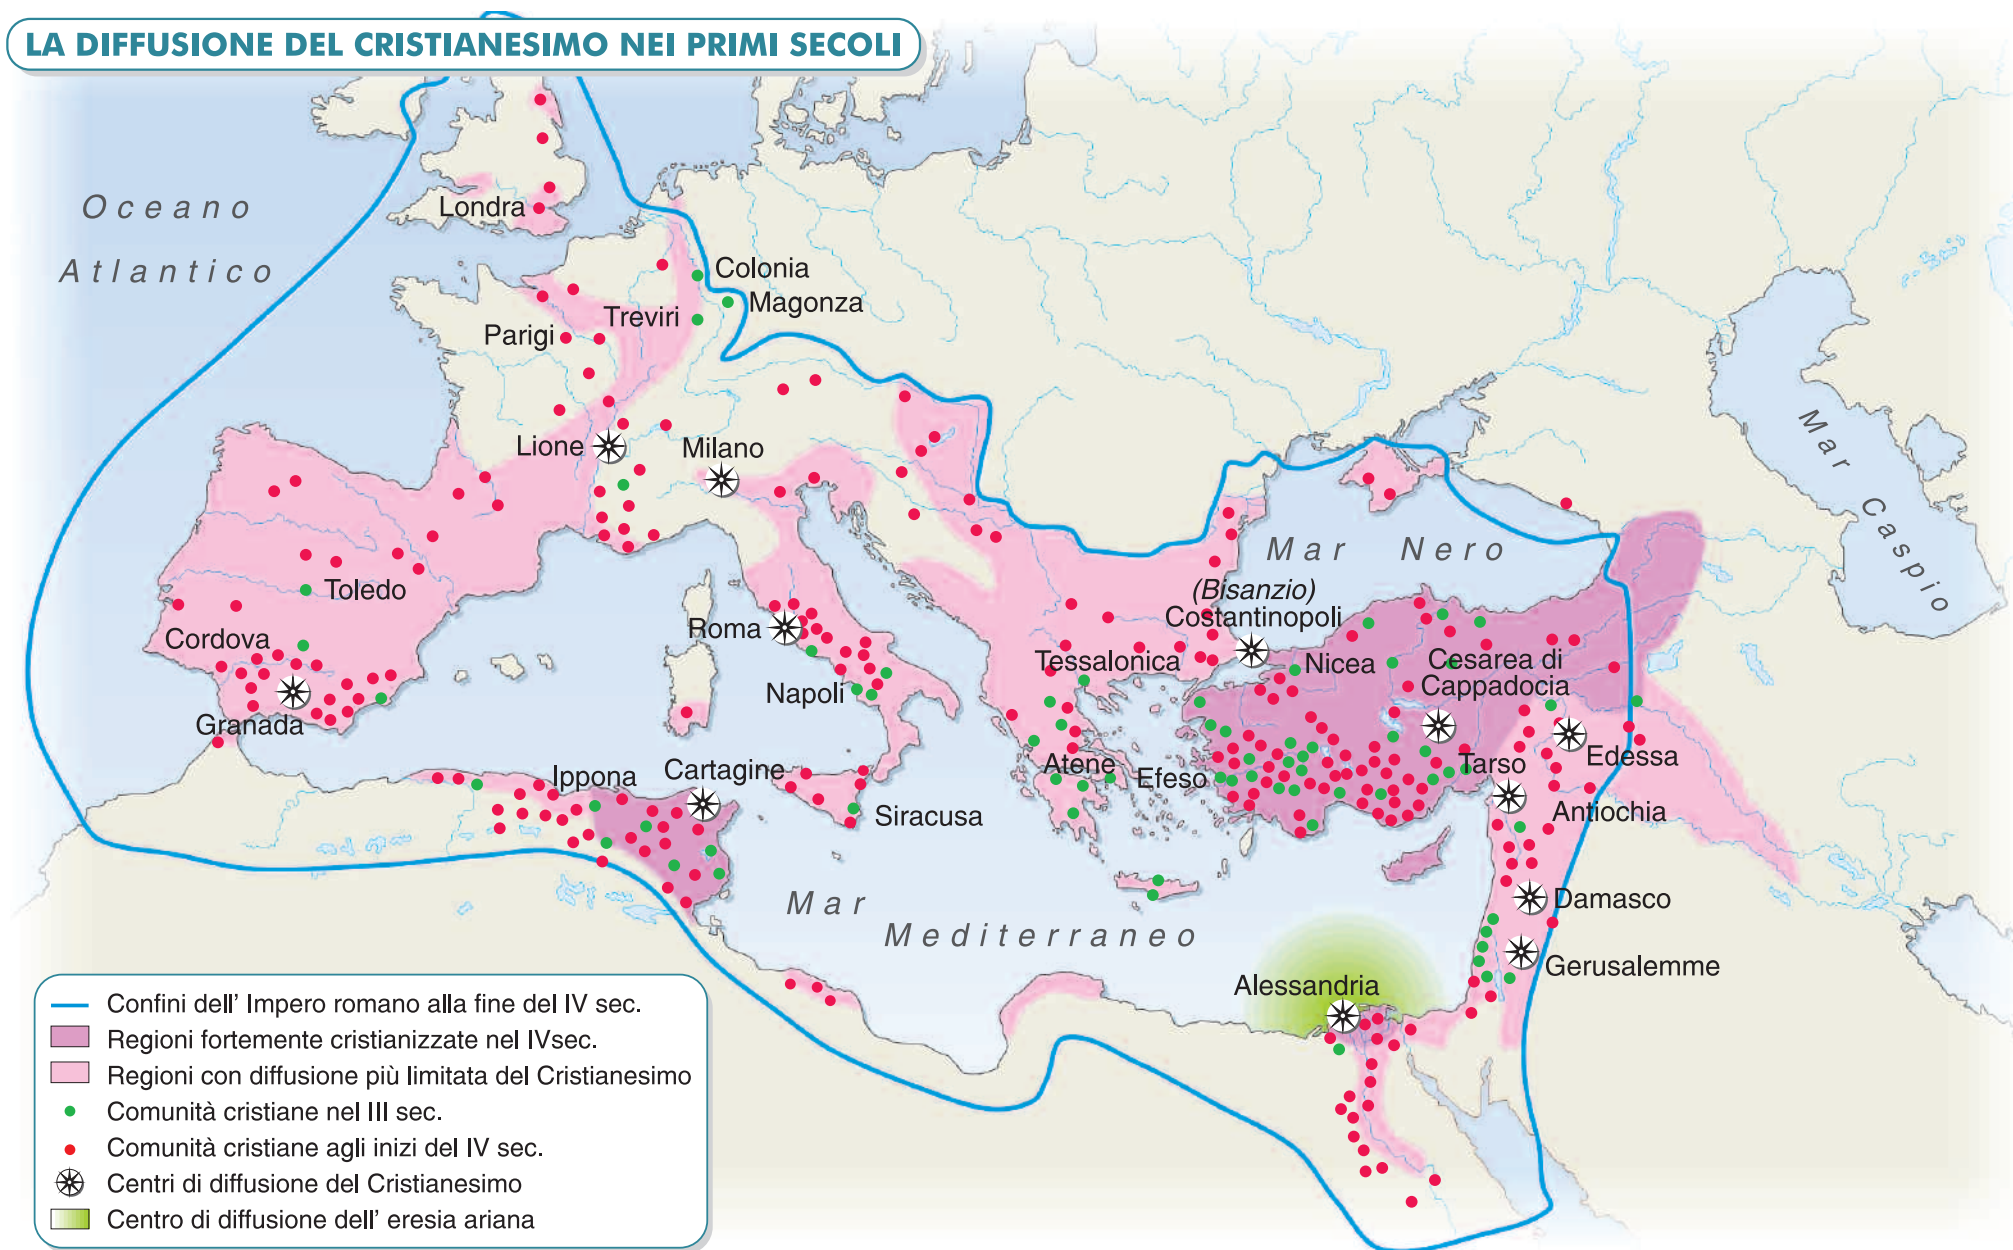 LA DIFFUSIONE DEL CRISTIANESIMO NEI PRIMI SECOLI
Oceano
Atlantico
Londra
Colonia
Magonza
Treviri
Parigi
Lione
Milano
Mar Caspio
Mar Nero
(Bisanzio)
Costantinopoli
Toledo
Cordova
Granada
Roma
Napoli
Tessalonica
Nicea
Cesarea di
Cappadocia
Edessa
Tarso
Antiochia
Atene
Efeso
Ippona
Cartagine
Siracusa
Damasco
Gerusalemme
Alessandria
Mar
Mediterraneo
Confini dell' Impero romano alla fine del IV sec.
Regioni fortemente cristianizzate nel IVsec.
Regioni con diffusione più limitata del Cristianesimo
Comunità cristiane nel III sec.
Comunità cristiane agli inizi del IV sec.
Centri di diffusione del Cristianesimo
Centro di diffusione dell' eresia ariana